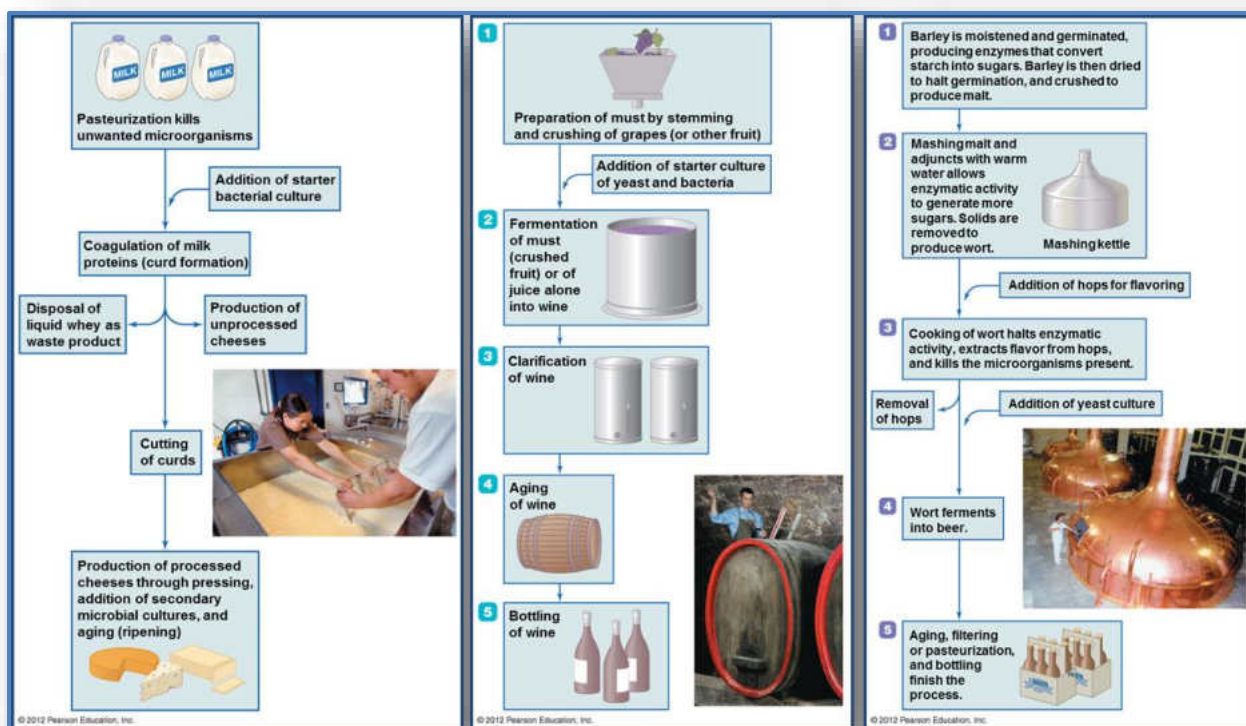 MILK
MILK
MILK
Pasteurization kills
unwanted microorganisms
Addition of starter
bacterial culture
Coagulation of milk
proteins (curd formation)
Disposal of
liquid whey as
waste product
Production of
unprocessed
cheeses
Cutting
of curds
Production of processed
cheeses through pressing,
addition of secondary
microbial cultures, and
aging (ripening)
© 2012 Pearson Education, Inc.
1
Preparation of must by stemming
and crushing of grapes (or other fruit)
Addition of starter culture
of yeast and bacteria
2
Fermentation
of must
(crushed
fruit) or of
juice alone
into wine
3
Clarification
of wine
4
Aging
of wine
5
Bottling
of wine
© 2012 Pearson Education, Inc.
1
Barley is moistened and germinated,
producing enzymes that convert
starch into sugars. Barley is then dried
to halt germination, and crushed to
produce malt.
2
Mashing malt and
adjuncts with warm
water allows
enzymatic activity
to generate more
sugars. Solids are
removed to
produce wort.
Mashing kettle
Addition of hops for flavoring
3
Cooking of wort halts enzymatic
activity, extracts flavor from hops,
and kills the microorganisms present.
Removal
of hops
Addition of yeast culture
4
Wort ferments
into beer.
5
Aging, filtering
or pasteurization,
and bottling
finish the
process.
© 2012 Pearson Education, Inc.